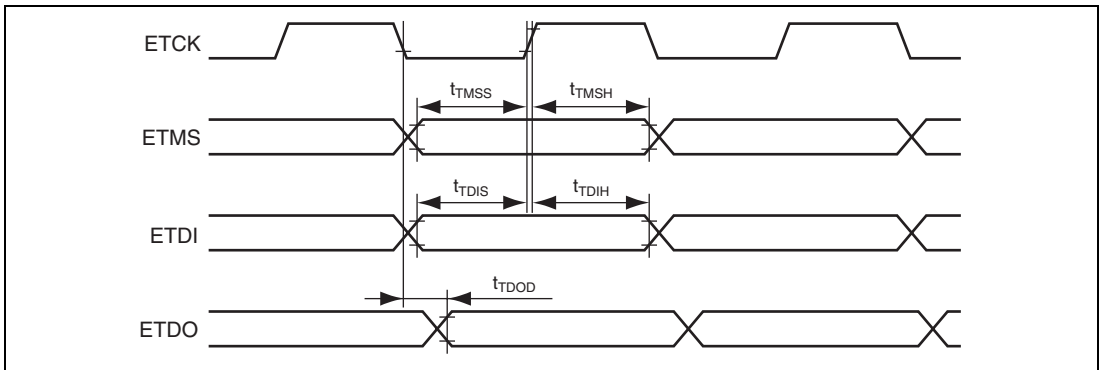 ETCK
tTMSS tTMSH
ETMS
tTDIS tTDIH
ETDI
tTDOD
ETDO